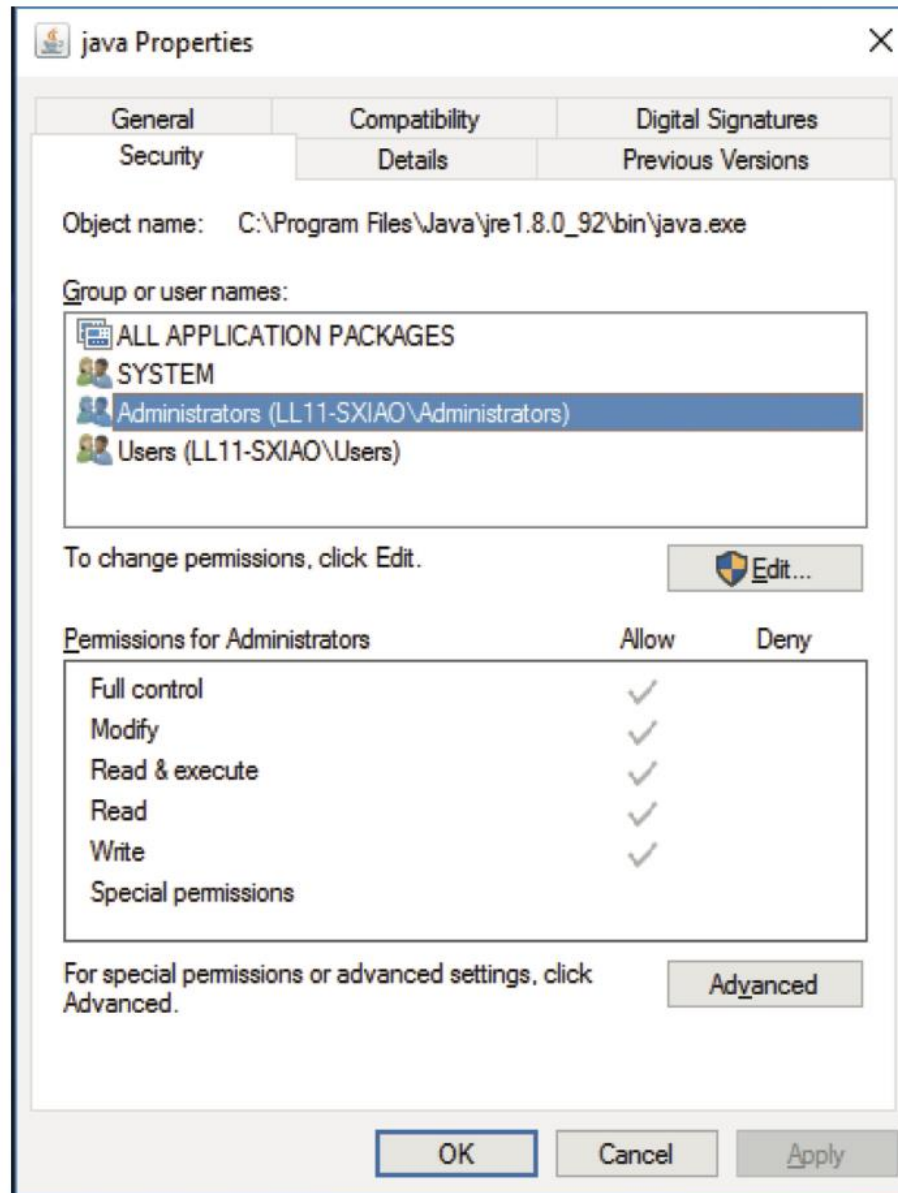 java Properties
General Compatibility Digital Signatures
Security Details Previous Versions
Object name: C:\Program Files\Java\jre1.8.0_92\bin\java.exe
Group or user names:
ALL APPLICATION PACKAGES
SYSTEM
Administrators (LL11-SXIAO\Administrators)
Users (LL11-SXIAO\Users)
To change permissions, click Edit.
Edit...
Permissions for Administrators Allow Deny
Full control
Modify
Read & execute
Read
Write
Special permissions
For special permissions or advanced settings, click
Advanced.
Advanced
OK Cancel Apply